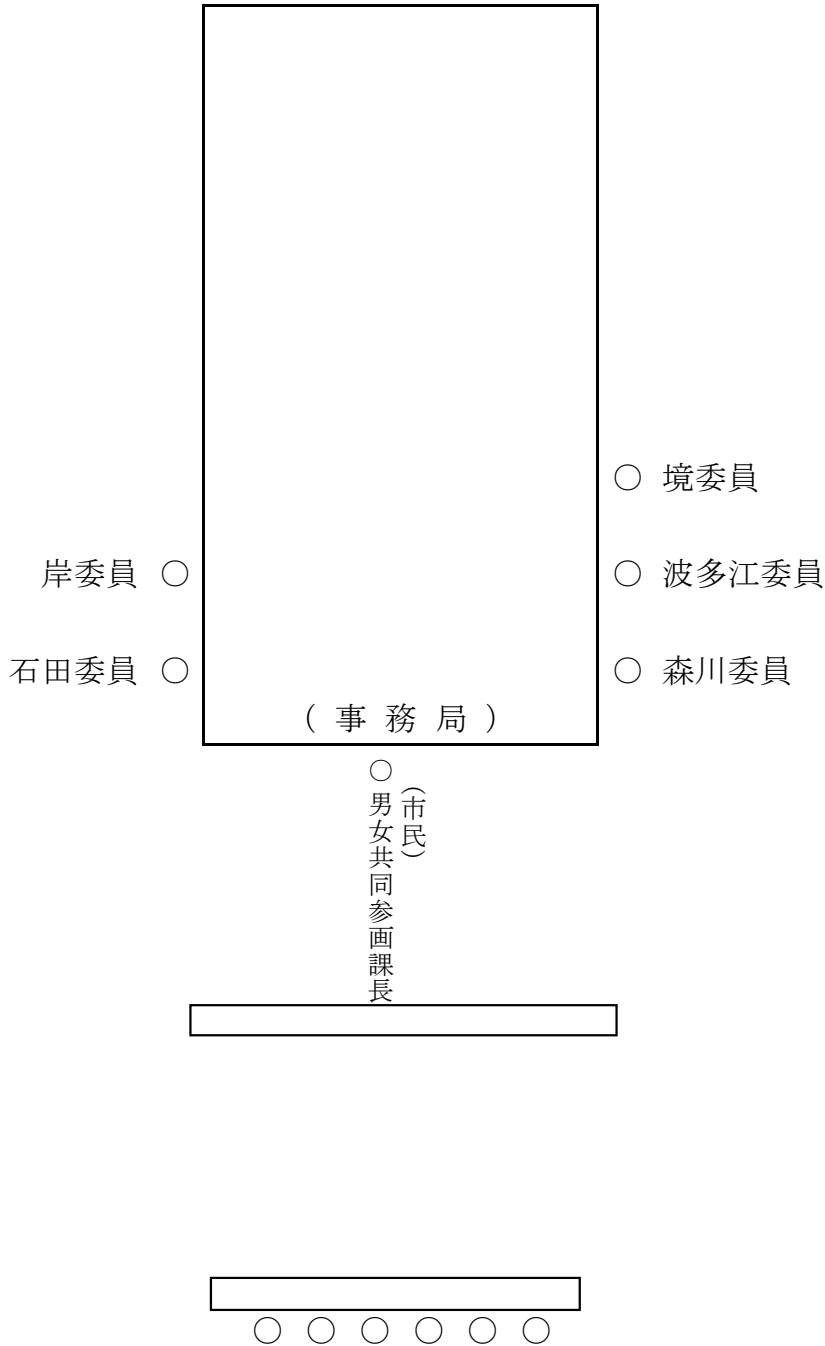 ○ 境委員
岸委員 ○
○ 波多江委員
石田委員 ○
○ 森川委員
（事務局）
（市民）
○男女共同参画課長
○ ○ ○ ○ ○ ○